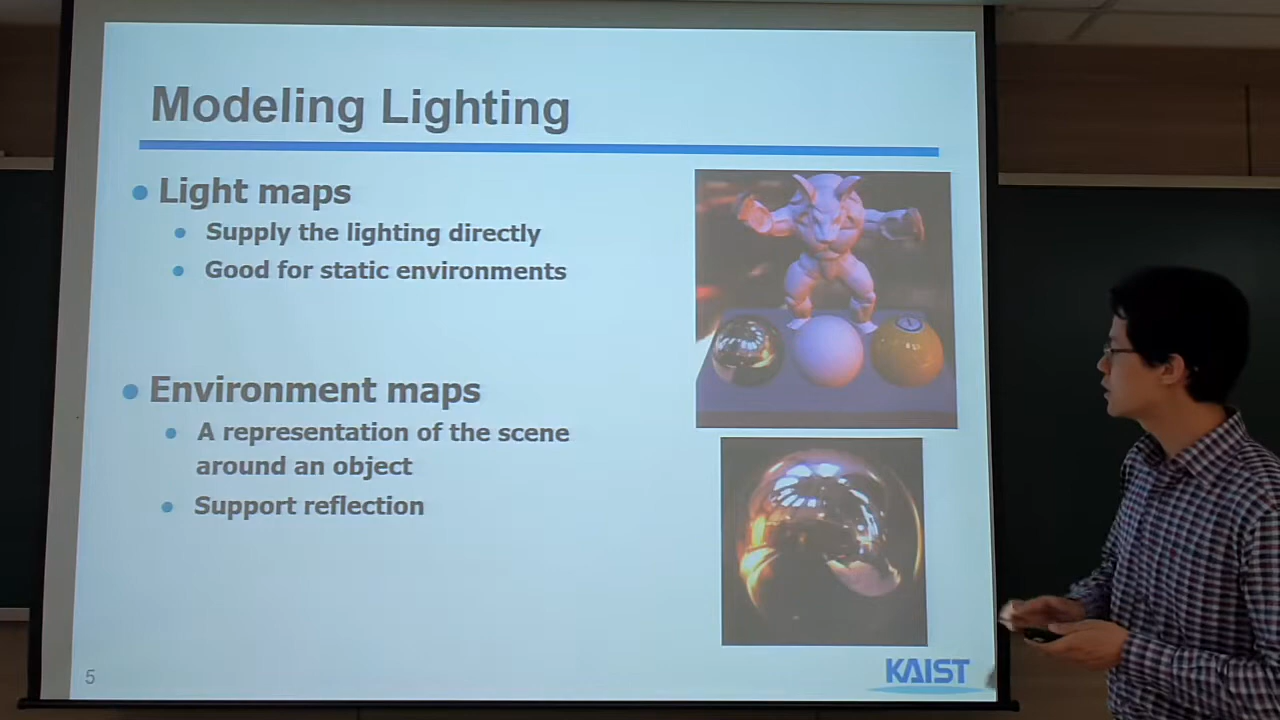 Modeling Lighting
Light maps
Supply the lighting directly
Good for static environments
Environment maps
A representation of the scene
around an object
Support reflection
5
KAIST